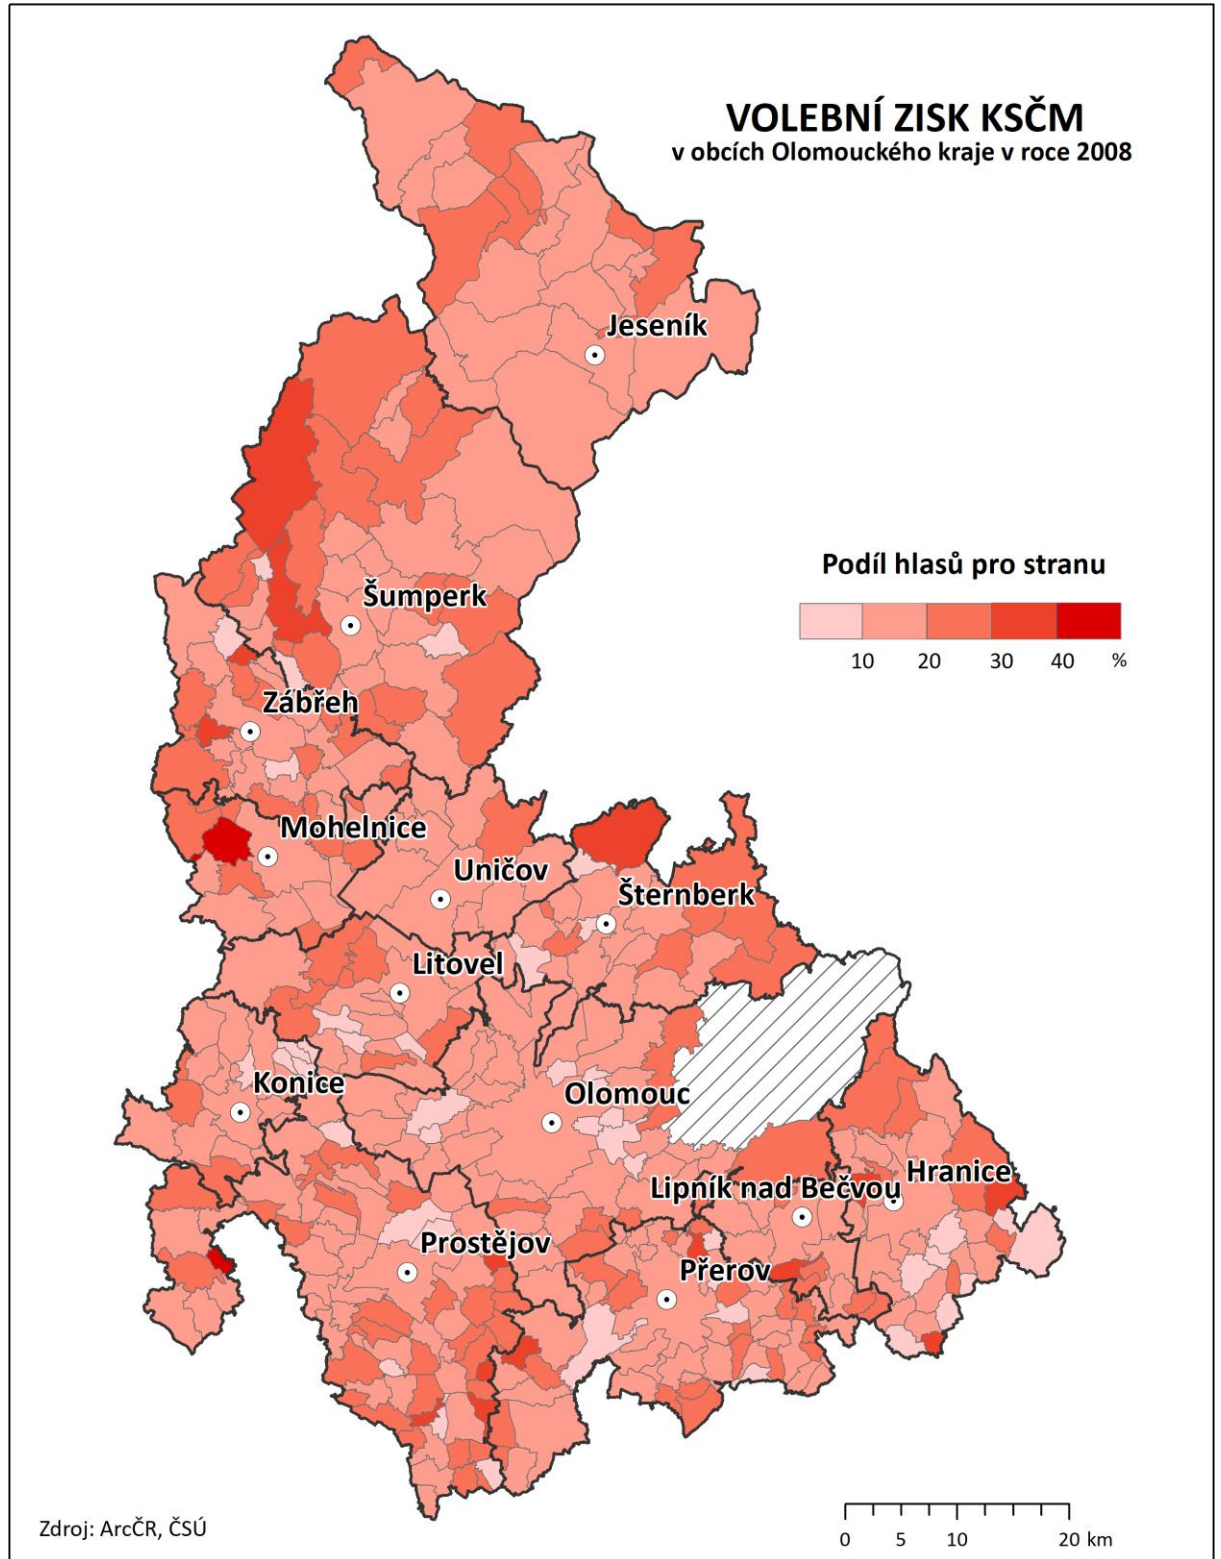 VOLEBNÍ ZISK KSČM
v obcích Olomouckého kraje v roce 2008
Jeseník
Podíl hlasů pro stranu
10 20 30 40 %
Šumperk
Zábřeh
Mohelnice
Uničov
Šternberk
Litovel
Konice
Olomouc
Hranice
Lipník nad Bečvou
Prostějov
Přerov
Zdroj: ArcČR, ČSÚ
0 5 10 20 km